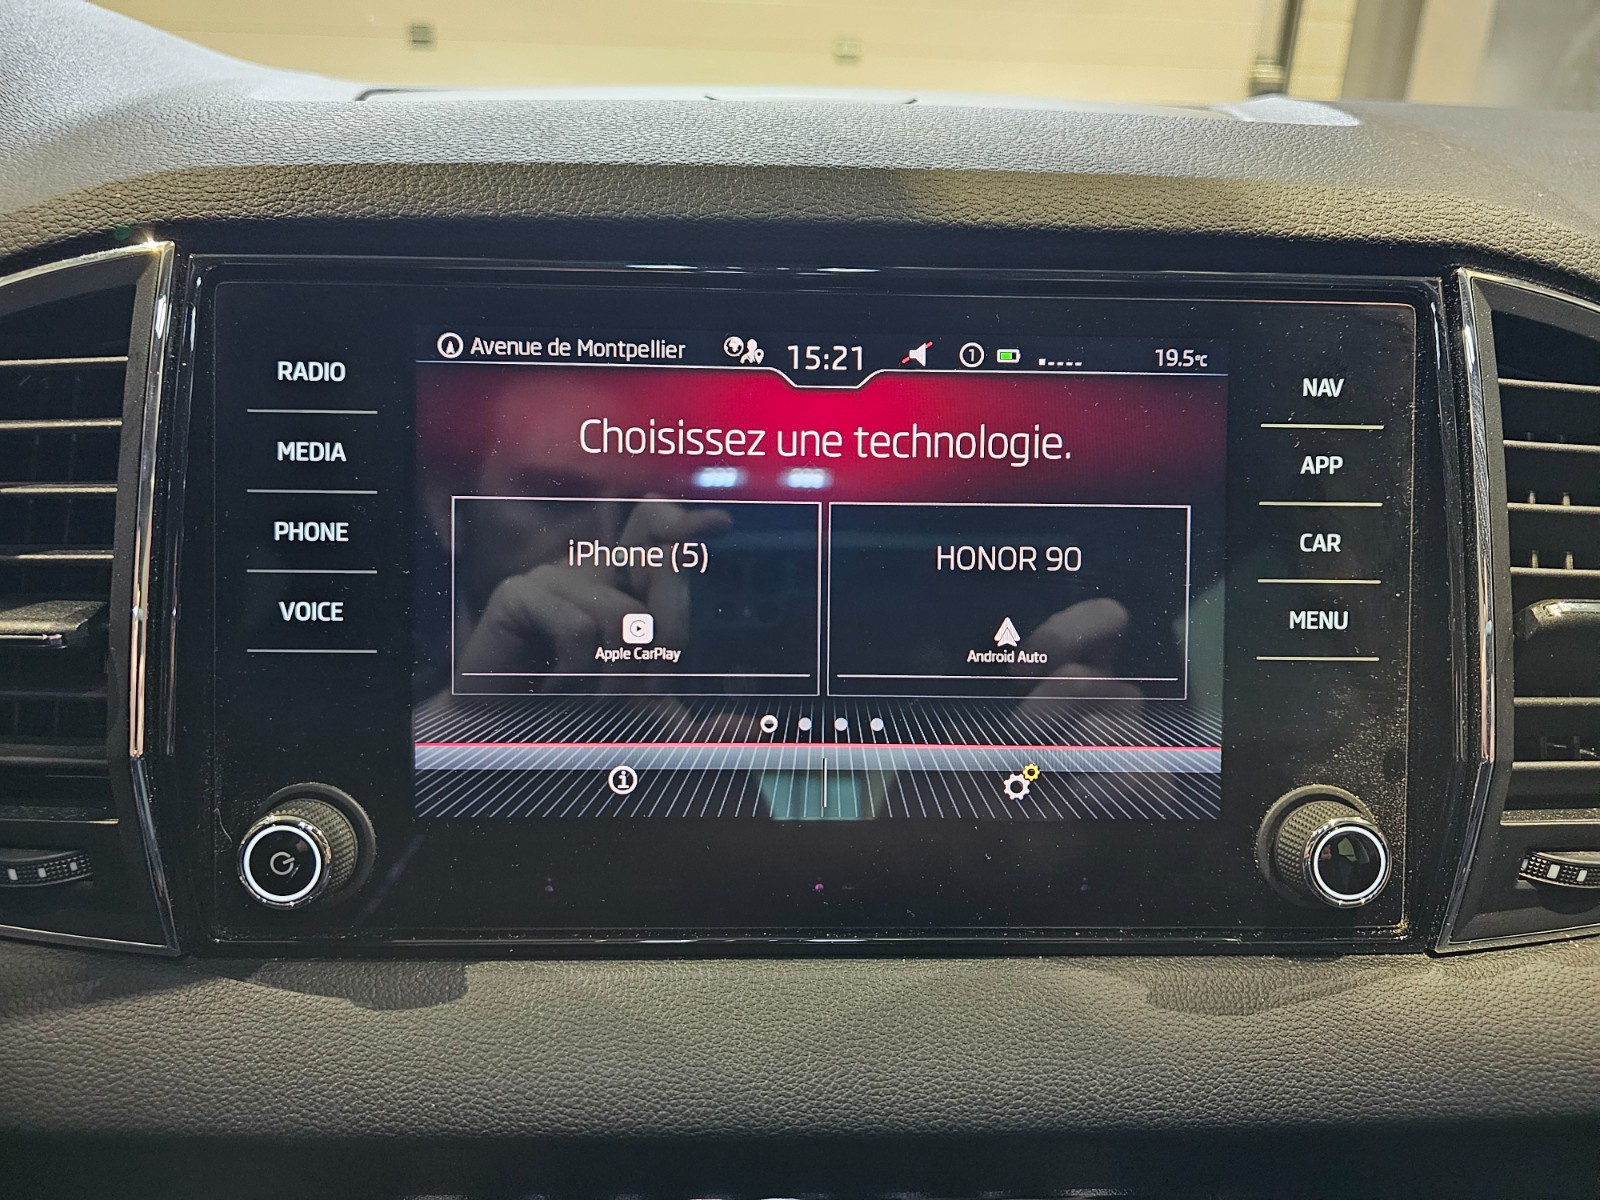 Avenue de Montpellier 15:21 1 19.5°C
RADIO
MEDIA
PHONE
VOICE
Choisissez une technologie.
iPhone (5)
Apple CarPlay
HONOR 90
Android Auto
NAV
APP
CAR
MENU